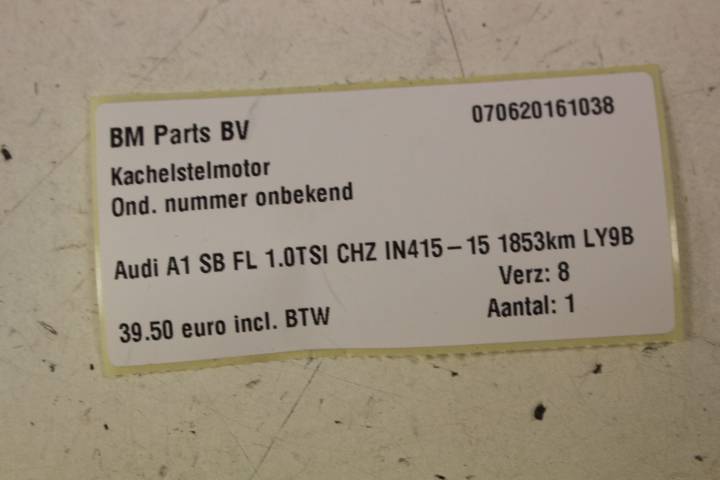 BM Parts BV 070620161038
Kachelstelmotor
Ond. nummer onbekend
Audi A1 SB FL 1.0TSI CHZ IN415-15 1853km LY9B
Verz: 8
39.50 euro incl. BTW Aantal: 1